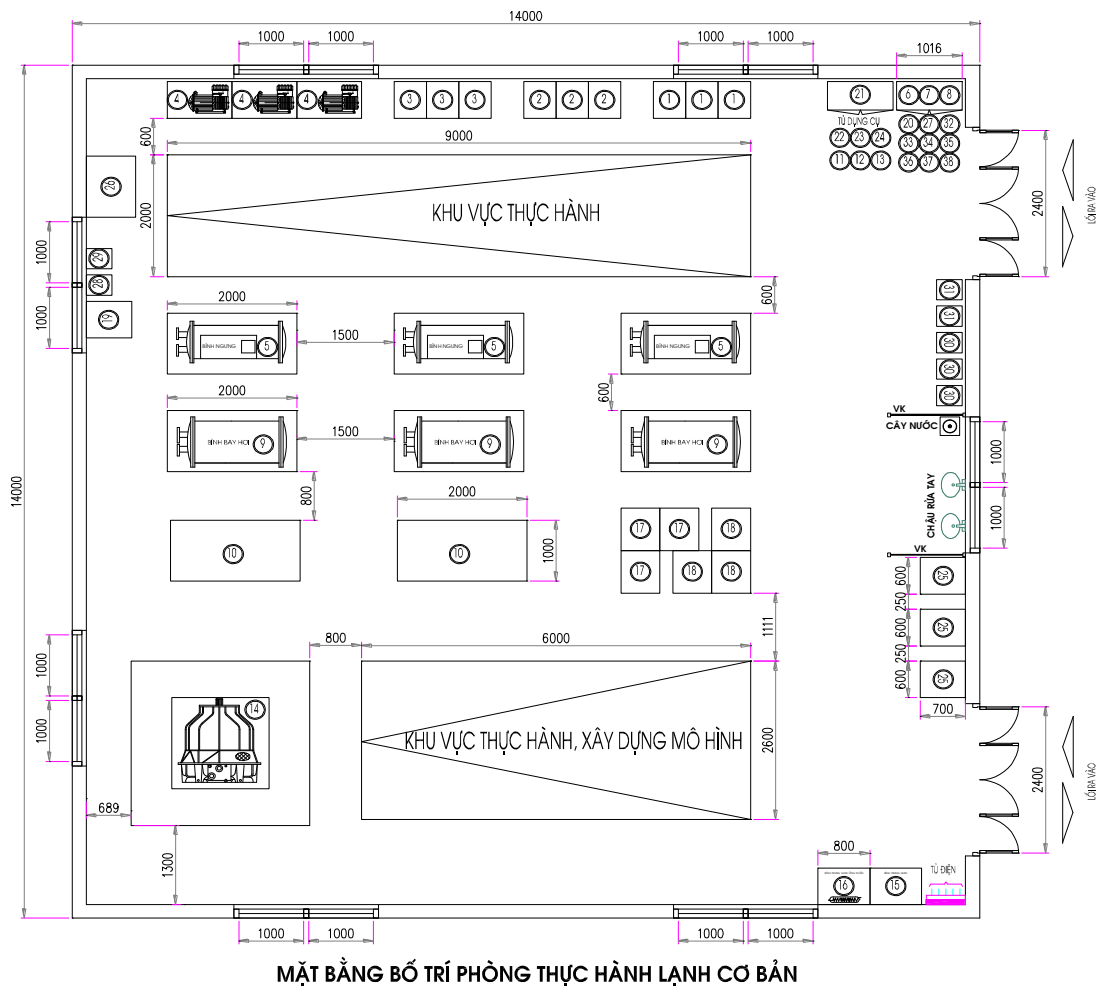 14000
1000 1000 1000 1000 1016
4 4 4 3 3 3 2 2 2 1 1 1 21 6 7 8
TỦ DỤNG CỤ
20 27 32
22 23 24
33 34 35
11 12 13
36 37 38
600
9000
26
2000
KHU VỰC THỰC HÀNH
2400
LỐI RA VÀO
1000
29
28
19
1000
600
2000
1500
31
31
30
30
30
BÌNH NGƯNG 5
BÌNH NGƯNG 5
BÌNH NGƯNG 5
600
2000
1500
VK
CÂY NƯỚC
BÌNH BAY HƠI 9
BÌNH BAY HƠI 9
BÌNH BAY HƠI 9
1000
14000
800
2000
CHẬU RỬA TAY
1000
10
10
1000
17 17 18
17 18 18
VK
600
25
250
600
25
250
600
25
700
1111
800
6000
1000
1000
14
KHU VỰC THỰC HÀNH, XÂY DỰNG MÔ HÌNH
2600
2400
LỐI RA VÀO
689
1300
800
16
15
TỦ ĐIỆN
1000 1000 1000 1000
MẶT BẰNG BỐ TRÍ PHÒNG THỰC HÀNH LẠNH CƠ BẢN